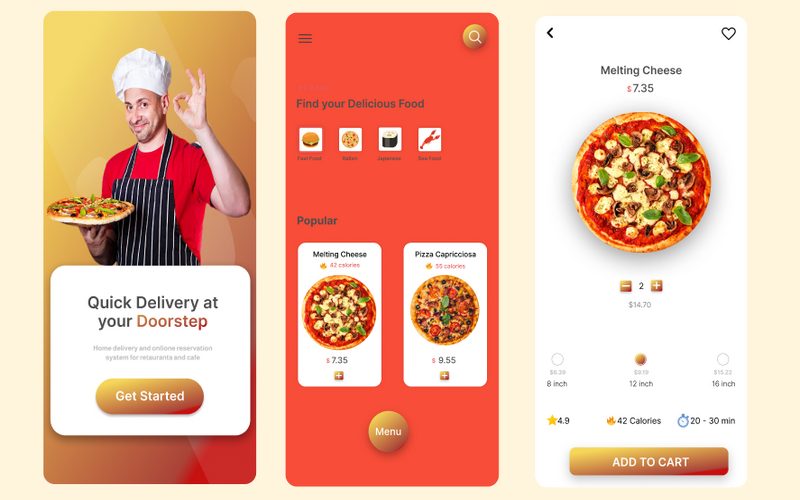 Quick Delivery at
your Doorstep
Home delivery and onlione reservation
system for retaurants and cafe
Get Started
Find your Delicious Food
Fast Food
Italian
Japenese
Sea Food
Popular
Melting Cheese
42 calories
$ 7.35
Pizza Capricciosa
55 calories
$ 9.55
Menu
Melting Cheese
$ 7.35
2
$14.70
$9.19
$15.22
8 inch
12 inch
16 inch
4.9
42 Calories
20 - 30 min
ADD TO CART